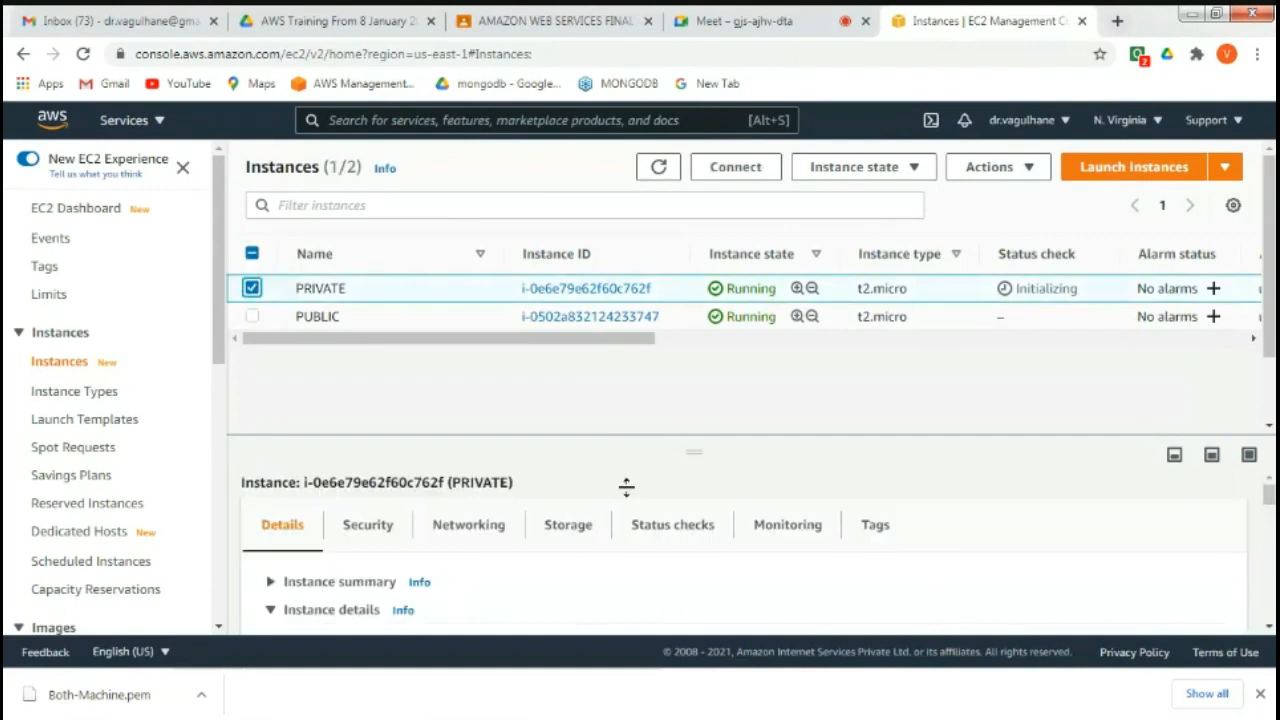 Inbox (73) - dr.vagulhane@gma
AWS Training From 8 January 2
AMAZON WEB SERVICES FINAL
Meet – gjs-ajhv-dta
Instances | EC2 Management Co
console.aws.amazon.com/ec2/v2/home?region=us-east-1#Instances:
2
V
Apps
Gmail
YouTube
Maps
AWS Management...
mongodb - Google...
MONGODB
New Tab
aws
Services
Search for services, features, marketplace products, and docs
[Alt+S]
dr.vagulhane
N. Virginia
Support
New EC2 Experience
Tell us what you think
EC2 Dashboard New
Events
Tags
Limits
Instances
Instances New
Instance Types
Launch Templates
Spot Requests
Savings Plans
Reserved Instances
Dedicated Hosts New
Scheduled Instances
Capacity Reservations
Images
Instances (1/2) Info
Connect
Instance state
Actions
Launch instances
Filter instances
1
Name Instance ID Instance state Instance type Status check Alarm status
PRIVATE i-0e6e79e62f60c762f Running t2.micro Initializing No alarms +
PUBLIC i-0502a832124233747 Running t2.micro – No alarms +
Instance: i-0e6e79e62f60c762f (PRIVATE)
Details Security Networking Storage Status checks Monitoring Tags
Instance summary Info
Instance details Info
Feedback English (US)
© 2008 - 2021, Amazon Internet Services Private Ltd. or its affiliates. All rights reserved. Privacy Policy Terms of Use
Both-Machine.pem
Show all